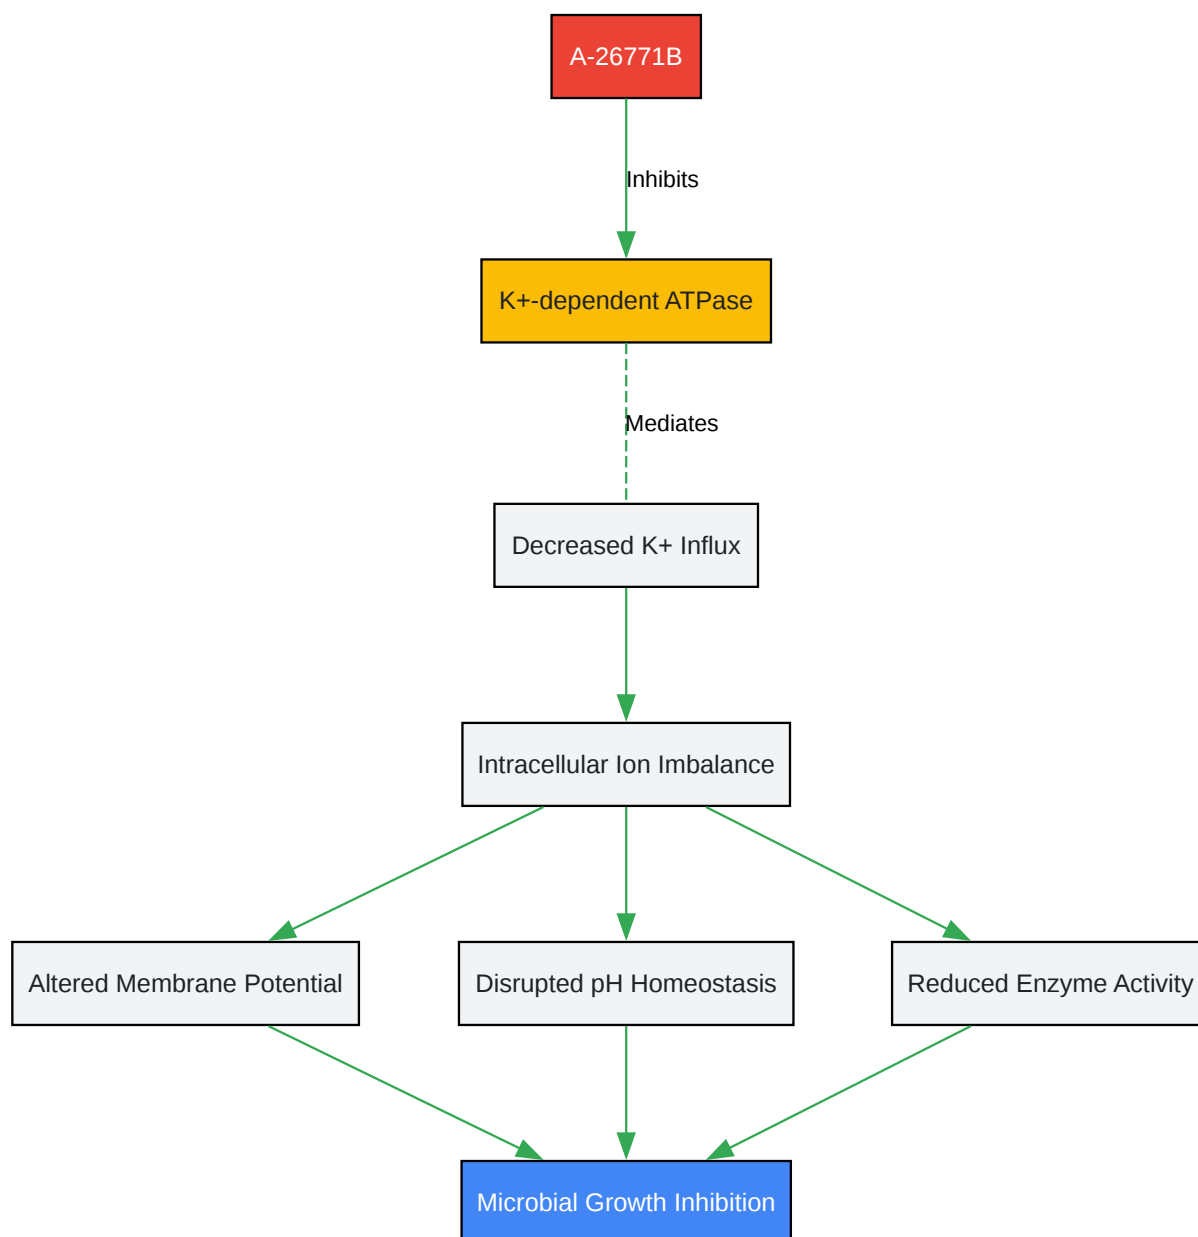 A-26771B
Inhibits
K+-dependent ATPase
Mediates
Decreased K+ Influx
Intracellular Ion Imbalance
Altered Membrane Potential
Disrupted pH Homeostasis
Reduced Enzyme Activity
Microbial Growth Inhibition